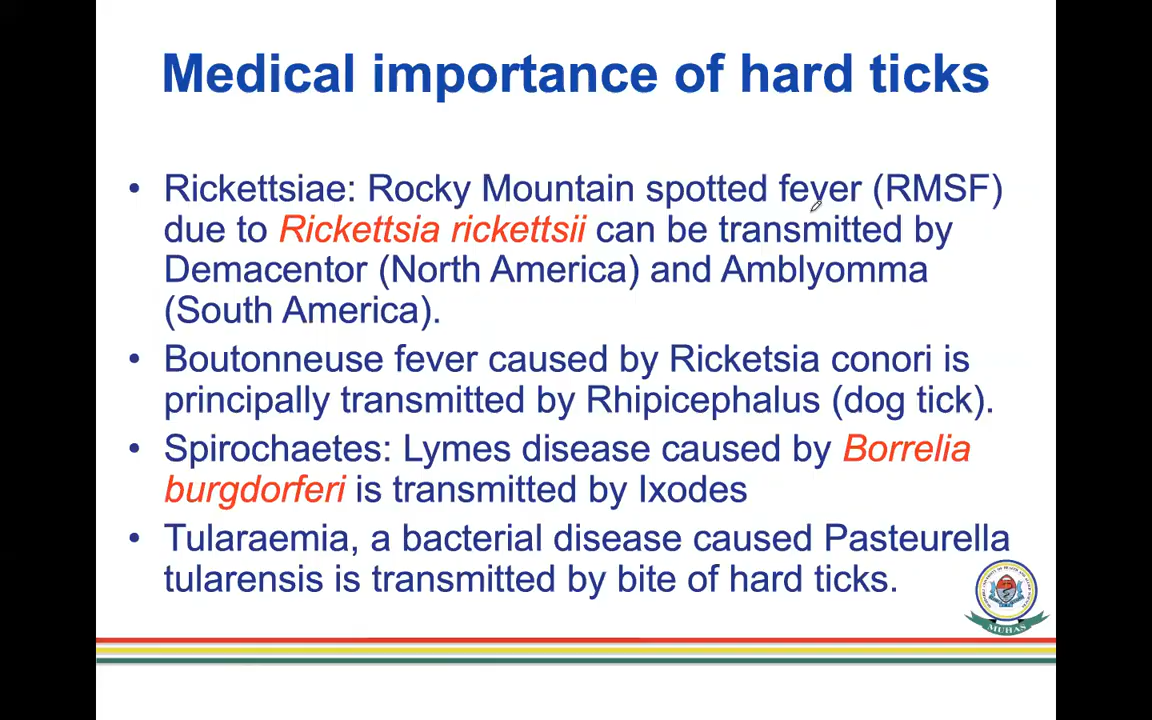 Medical importance of hard ticks
• Rickettsiae: Rocky Mountain spotted fever (RMSF)
due to Rickettsia rickettsii can be transmitted by
Demacentor (North America) and Amblyomma
(South America).
• Boutonneuse fever caused by Ricketsia conori is
principally transmitted by Rhipicephalus (dog tick).
• Spirochaetes: Lymes disease caused by Borrelia
burgdorferi is transmitted by Ixodes
• Tularaemia, a bacterial disease caused Pasteurella
tularensis is transmitted by bite of hard ticks.
MUHAS